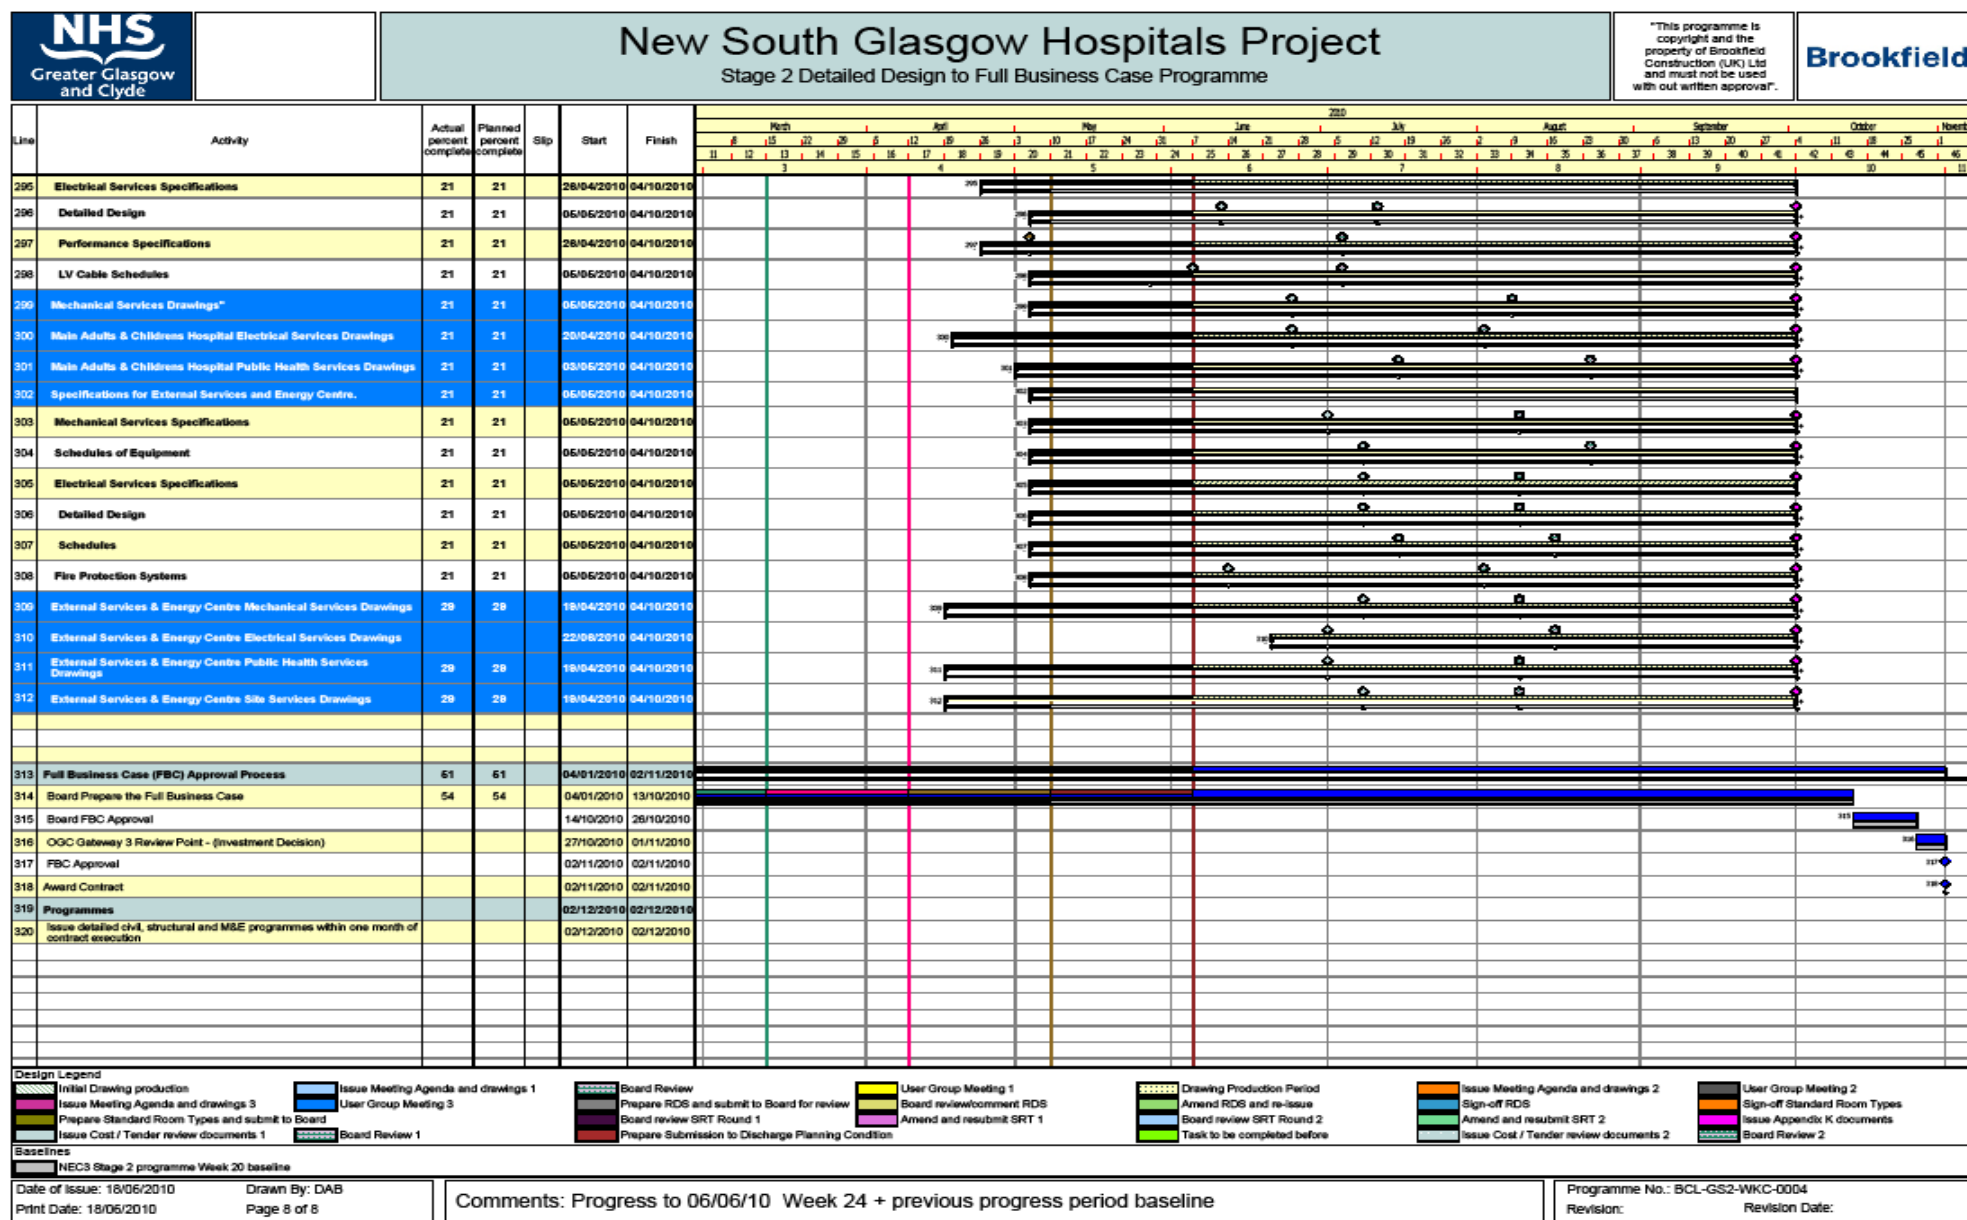 NHS
Greater Glasgow
and Clyde
New South Glasgow Hospitals Project
Stage 2 Detailed Design to Full Business Case Programme
"This programme is
copyright and the
property of Brookfield
Construction (UK) Ltd
and must not be used
with out written approval".
Brookfield
Line Activity Actual percent complete Planned percent complete Slip Start Finish
2010
March April May June July August September October
3 4 5 6 7 8 9 10 11
295 Electrical Services Specifications 21 21 26/04/2010 04/10/2010
296 Detailed Design 21 21 05/05/2010 04/10/2010
297 Performance Specifications 21 21 26/04/2010 04/10/2010
298 LV Cable Schedules 21 21 05/05/2010 04/10/2010
299 Mechanical Services Drawings" 21 21 05/05/2010 04/10/2010
300 Main Adults & Childrens Hospital Electrical Services Drawings 21 21 20/04/2010 04/10/2010
301 Main Adults & Childrens Hospital Public Health Services Drawings 21 21 03/05/2010 04/10/2010
302 Specifications for External Services and Energy Centre. 21 21 05/05/2010 04/10/2010
303 Mechanical Services Specifications 21 21 05/05/2010 04/10/2010
304 Schedules of Equipment 21 21 05/05/2010 04/10/2010
305 Electrical Services Specifications 21 21 05/05/2010 04/10/2010
306 Detailed Design 21 21 05/05/2010 04/10/2010
307 Schedules 21 21 05/05/2010 04/10/2010
308 Fire Protection Systems 21 21 05/05/2010 04/10/2010
309 External Services & Energy Centre Mechanical Services Drawings 29 29 19/04/2010 04/10/2010
310 External Services & Energy Centre Electrical Services Drawings 22/06/2010 04/10/2010
311 External Services & Energy Centre Public Health Services
Drawings 29 29 19/04/2010 04/10/2010
312 External Services & Energy Centre Site Services Drawings 29 29 19/04/2010 04/10/2010
313 Full Business Case (FBC) Approval Process 51 51 04/01/2010 02/11/2010
314 Board Prepare the Full Business Case 54 54 04/01/2010 13/10/2010
315 Board FBC Approval 14/10/2010 26/10/2010
316 OGC Gateway 3 Review Point - (Investment Decision) 27/10/2010 01/11/2010
317 FBC Approval 02/11/2010 02/11/2010
318 Award Contract 02/11/2010 02/11/2010
319 Programmes 02/12/2010 02/12/2010
320 Issue detailed civil, structural and M&E programmes within one month of
contract execution 02/12/2010 02/12/2010
Design Legend
Initial Drawing production Issue Meeting Agenda and drawings 1 Board Review User Group Meeting 1 Drawing Production Period Issue Meeting Agenda and drawings 2 User Group Meeting 2
Issue Meeting Agenda and drawings 3 User Group Meeting 3 Prepare RDS and submit to Board for review Board review/comment RDS Amend RDS and re-issue Sign-off RDS Sign-off Standard Room Types
Prepare Standard Room Types and submit to Board Board review SRT Round 1 Amend and resubmit SRT 1 Board review SRT Round 2 Amend and resubmit SRT 2 Issue Appendix K documents
Issue Cost / Tender review documents 1 Board Review 1 Prepare Submission to Discharge Planning Condition Task to be completed before Issue Cost / Tender review documents 2 Board Review 2
Baselines
NEC3 Stage 2 programme Week 20 baseline
Date of Issue: 18/06/2010 Drawn By: DAB
Print Date: 18/06/2010 Page 8 of 8
Comments: Progress to 06/06/10 Week 24 + previous progress period baseline
Programme No.: BCL-GS2-WKC-0004
Revision: Revision Date: